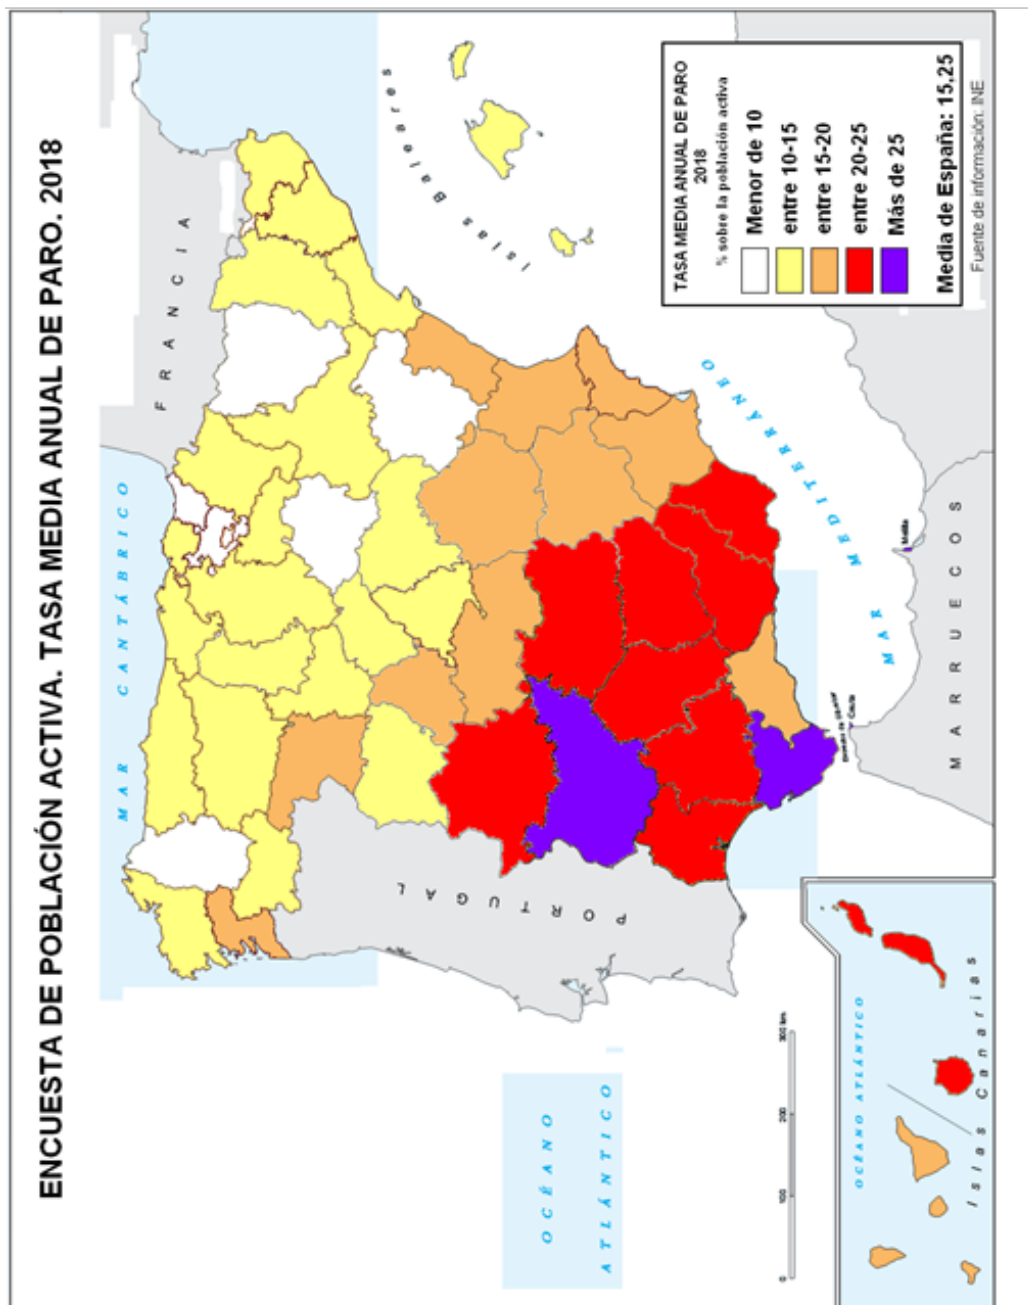 ENCUESTA DE POBLACIÓN ACTIVA. TASA MEDIA ANUAL DE PARO. 2018
MAR CANTÁBRICO
FRANCIA
Islas Baleares
PORTUGAL
OCÉANO
ATLÁNTICO
MAR MEDITERRÁNEO
Ceuta
Melilla
MARRUECOS
0 100 200 300 km
OCÉANO ATLÁNTICO
Islas Canarias
TASA MEDIA ANUAL DE PARO
2018
% sobre la población activa
Menor de 10
entre 10-15
entre 15-20
entre 20-25
Más de 25
Media de España: 15,25
Fuente de información: INE